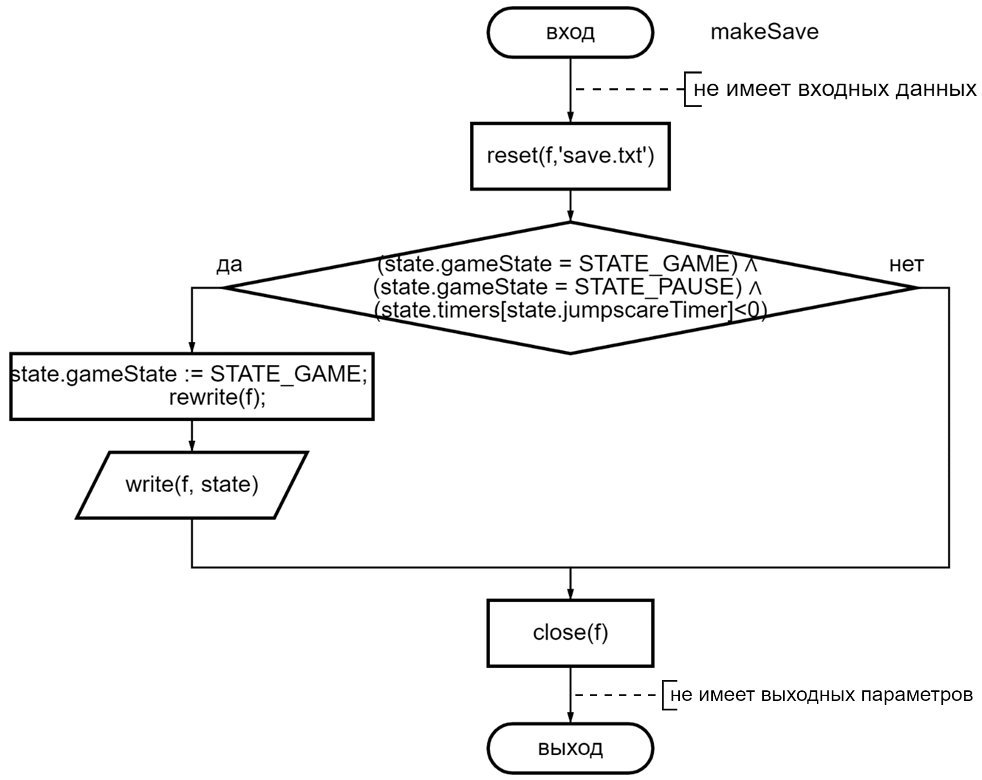 вход
makeSave
не имеет входных данных
reset(f,'save.txt')
да
нет
(state.gameState = STATE_GAME) ∧
(state.gameState = STATE_PAUSE) ∧
(state.timers[state.jumpscareTimer]<0)
state.gameState := STATE_GAME;
rewrite(f);
write(f, state)
close(f)
не имеет выходных параметров
выход